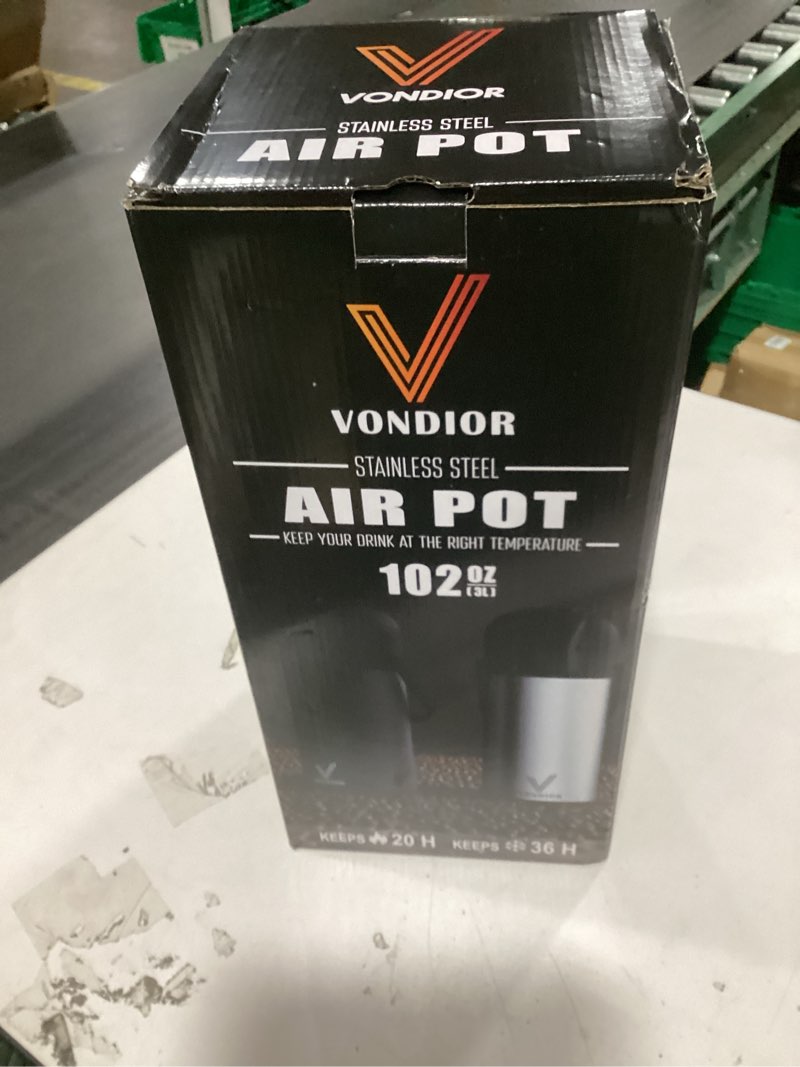 VONDIOR
STAINLESS STEEL
AIR POT
VONDIOR
STAINLESS STEEL
AIR POT
KEEP YOUR DRINK AT THE RIGHT TEMPERATURE
102 OZ
(3L)
VONDIOR
KEEPS 20 H KEEPS 36 H